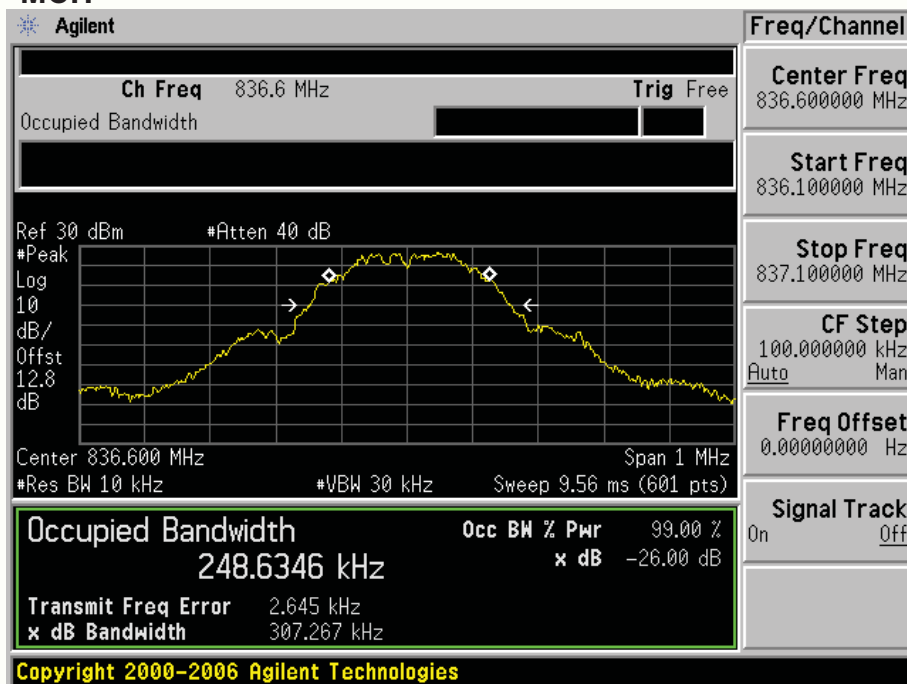 Agilent
Freq/Channel
Ch Freq 836.6 MHz Trig Free
Occupied Bandwidth
Center Freq
836.600000 MHz
Start Freq
836.100000 MHz
Stop Freq
837.100000 MHz
CF Step
100.000000 kHz
Auto Man
Freq Offset
0.00000000 Hz
Signal Track
On Off
Ref 30 dBm #Atten 40 dB
#Peak
Log
10
dB/
Offst
12.8
dB
Center 836.600 MHz Span 1 MHz
#Res BW 10 kHz #VBW 30 kHz Sweep 9.56 ms (601 pts)
Occupied Bandwidth Occ BW % Pwr 99.00 %
248.6346 kHz x dB -26.00 dB
Transmit Freq Error 2.645 kHz
x dB Bandwidth 307.267 kHz
Copyright 2000-2006 Agilent Technologies